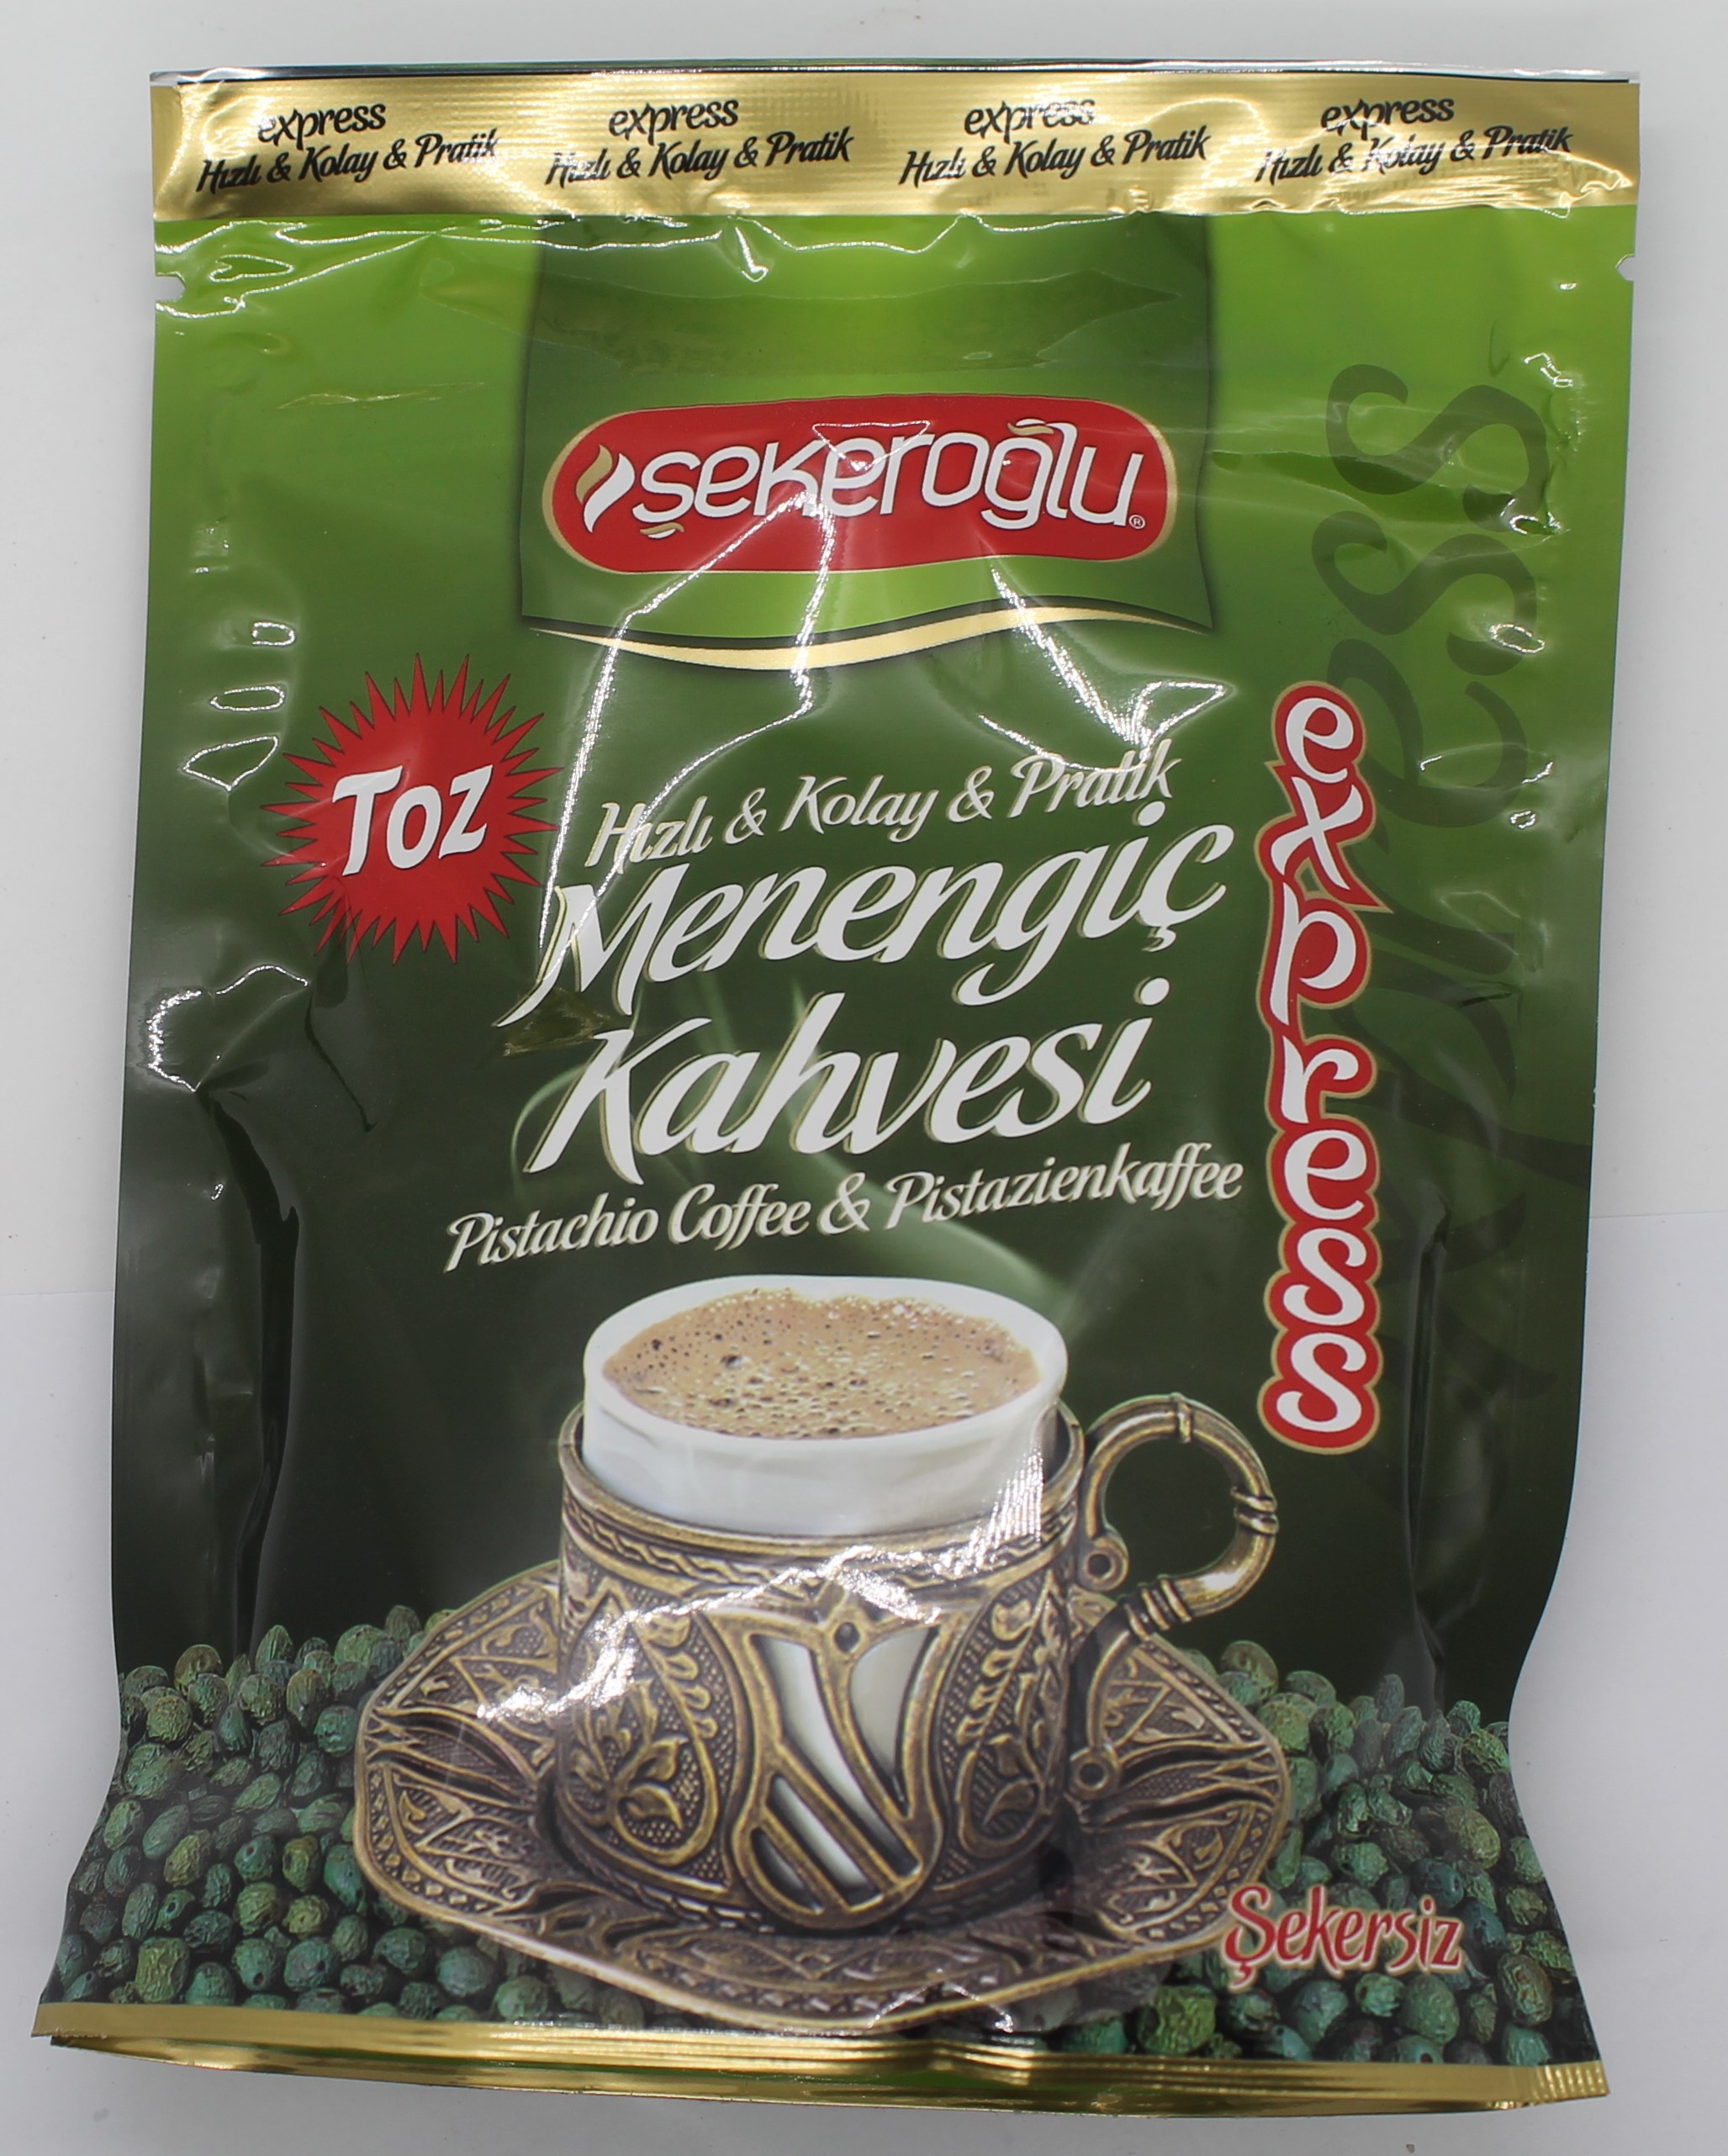 express express express express
Hızlı & Kolay & Pratik Hızlı & Kolay & Pratik Hızlı & Kolay & Pratik Hızlı & Kolay & Pratik
şekeroğlu®
express
Toz
Hızlı & Kolay & Pratik
Menengiç
Kahvesi
Pistachio Coffee & Pistazienkaffee
express
Şekersiz